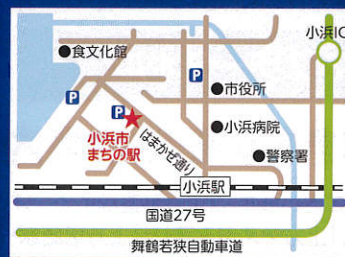 小浜IC
●食文化館
P
P
●市役所
P
小浜市
まちの駅
はまかぜ通り
●小浜病院
●警察署
小浜駅
国道27号
舞鶴若狭自動車道